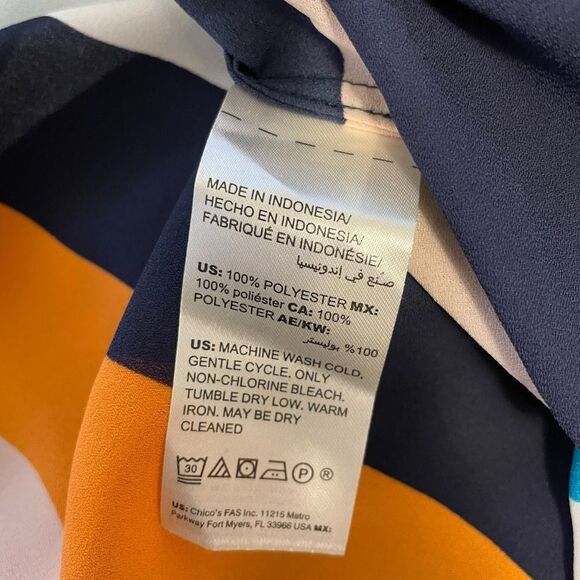 MADE IN INDONESIA/
HECHO EN INDONESIA/
FABRIQUÉ EN INDONÉSIE/
صنع في إندونيسيا
US: 100% POLYESTER MX:
100% poliéster CA: 100%
POLYESTER AE/KW:
100% بوليستر
US: MACHINE WASH COLD.
GENTLE CYCLE. ONLY
NON-CHLORINE BLEACH.
TUMBLE DRY LOW. WARM
IRON. MAY BE DRY
CLEANED
30 P ®
US: Chico's FAS Inc. 11215 Metro
Parkway Fort Myers, FL 33966 USA MX: